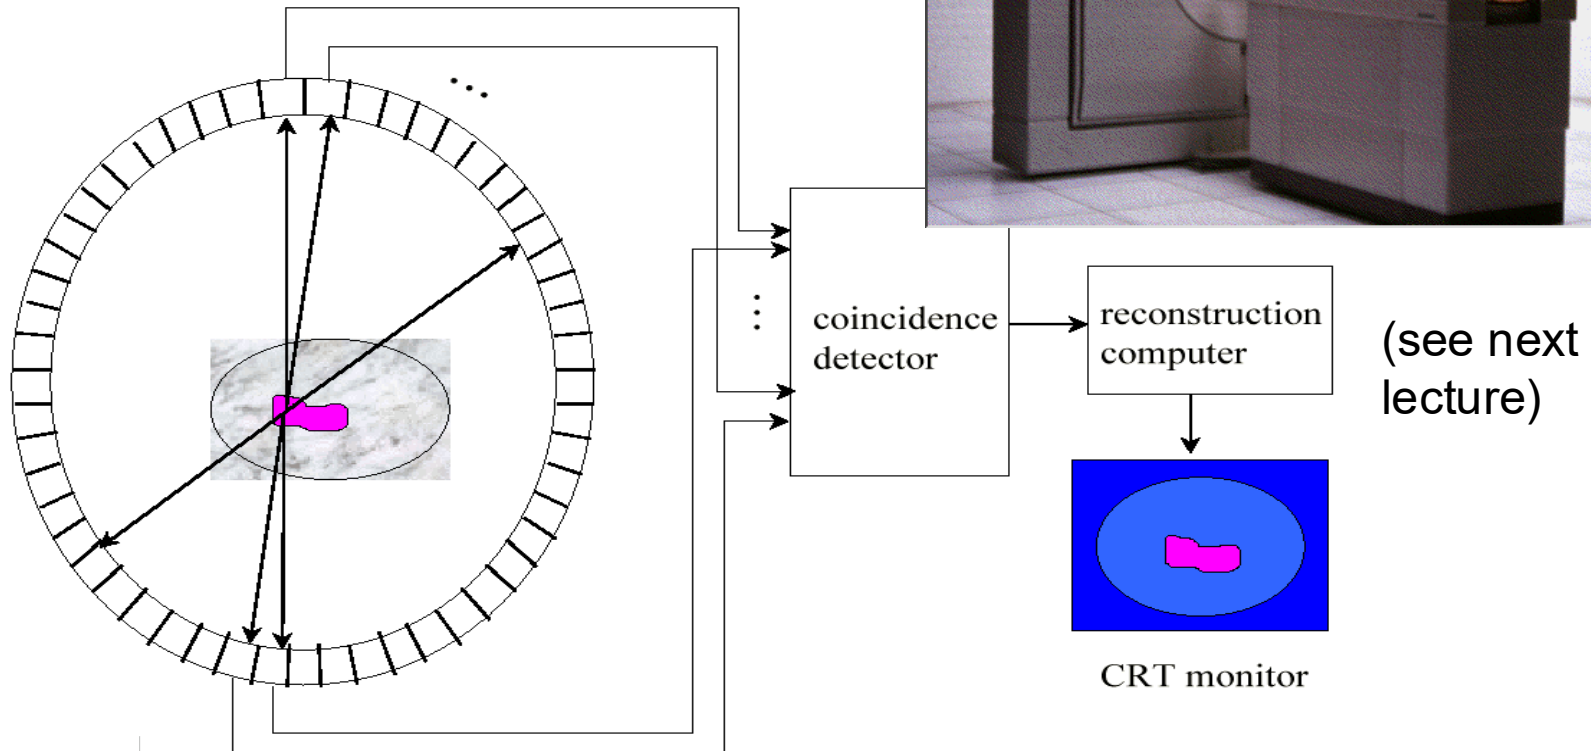 coincidence
detector
reconstruction
computer
(see next
lecture)
CRT monitor